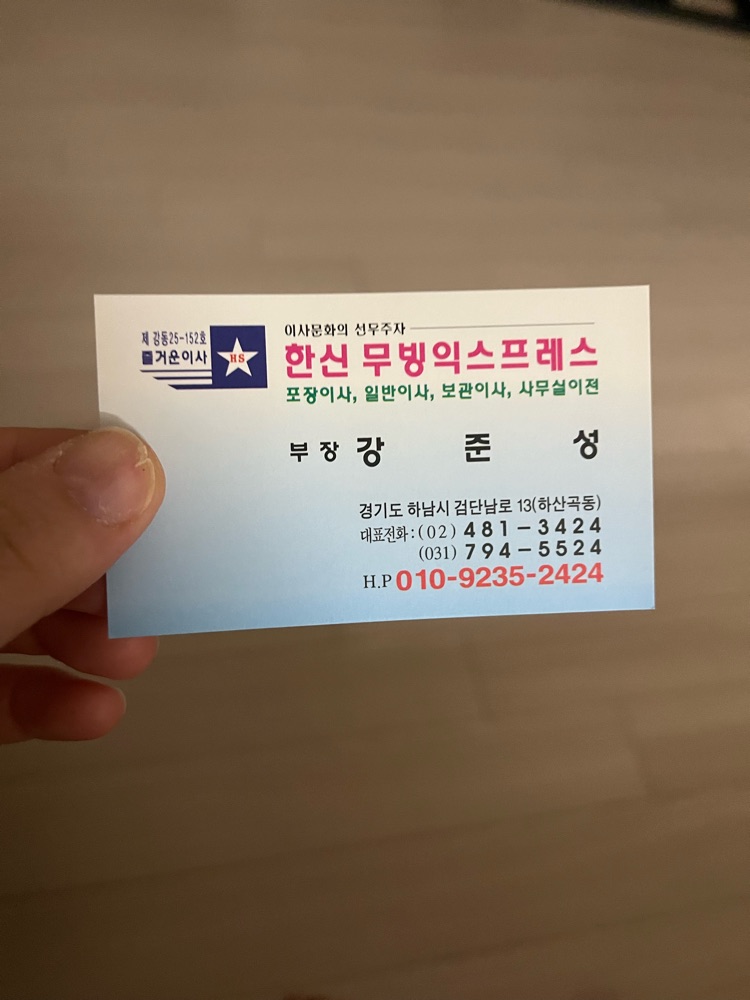 제 강동25-152호
즐거운이사
HS
이사문화의 선우주자
한신 무빙익스프레스
포장이사, 일반이사, 보관이사, 사무실이젼
부장 강 준 성
경기도 하남시 검단남로 13(하산곡동)
대표전화:(02) 481-3424
(031) 794-5524
H.P 010-9235-2424